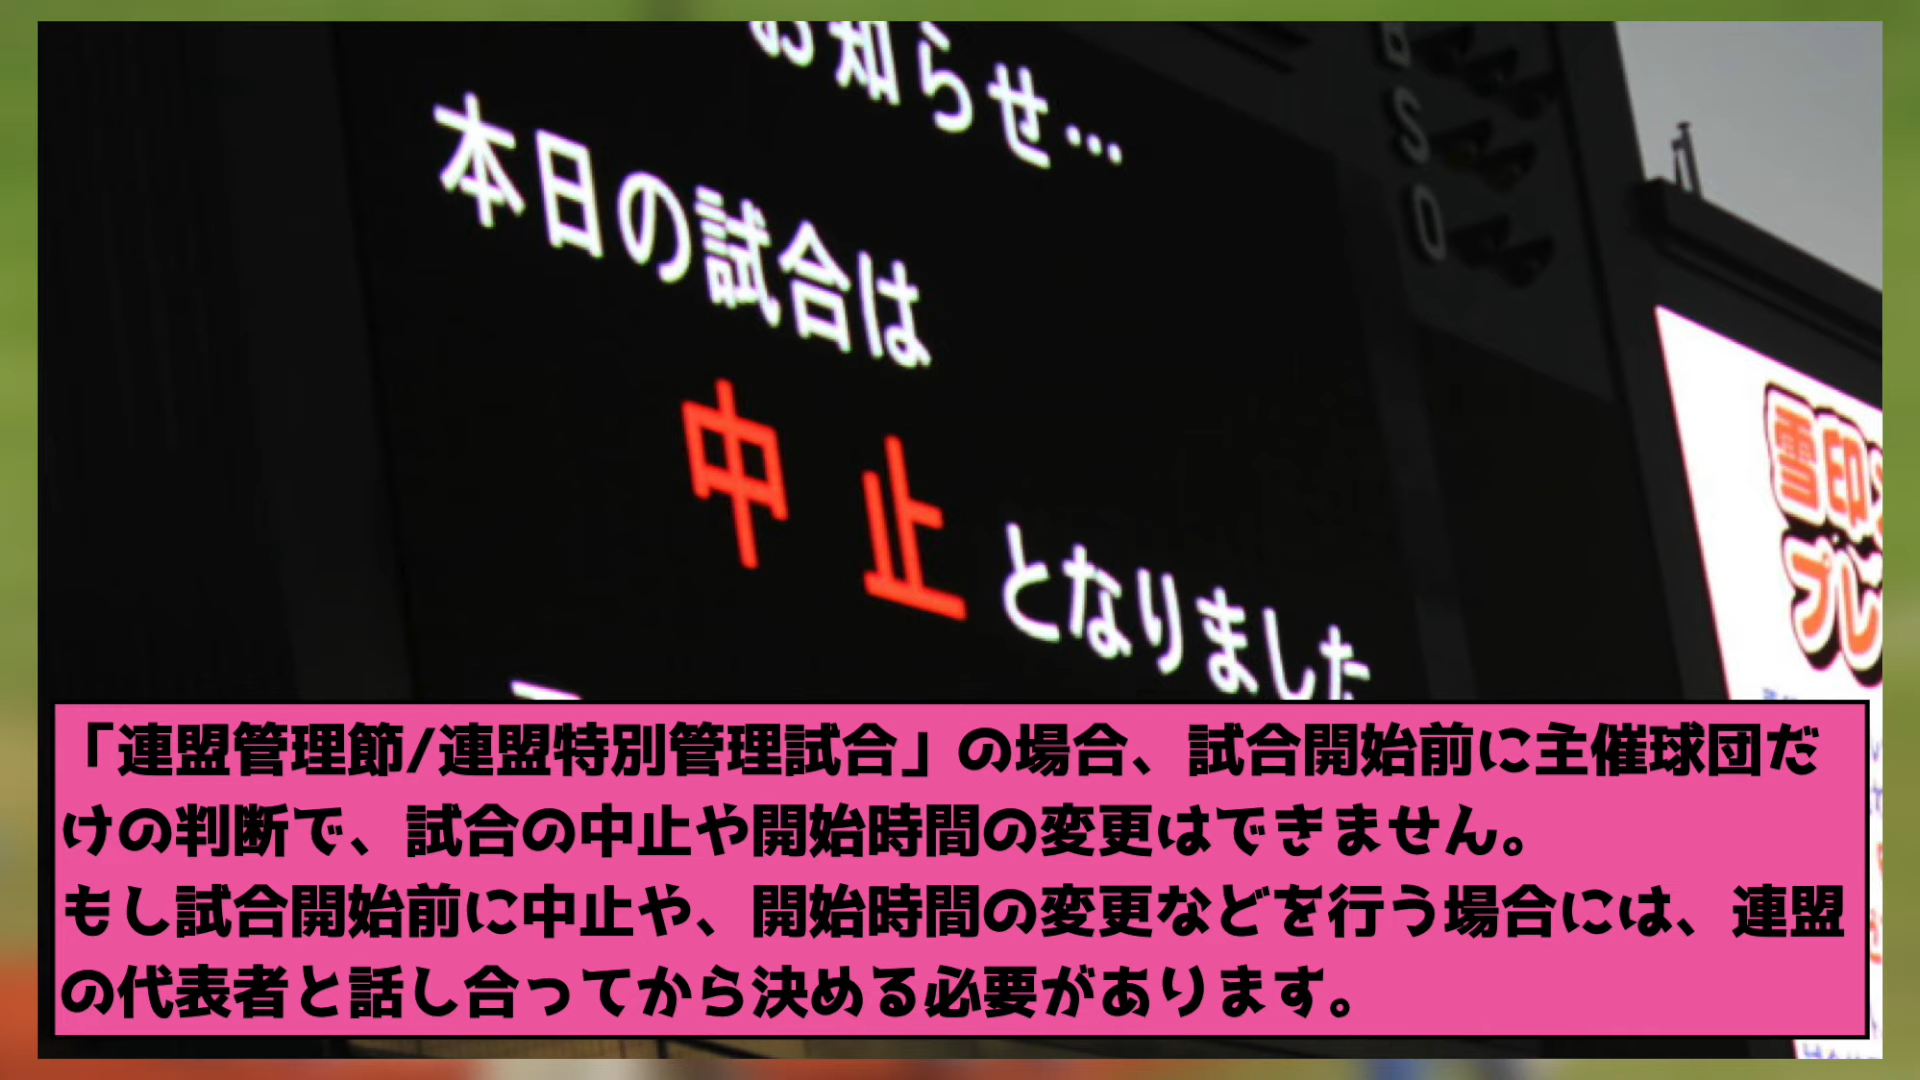 お知らせ…
本日の試合は
中止となりました
B
S
O
雪印
プレ
「連盟管理節/連盟特別管理試合」の場合、試合開始前に主催球団だ
けの判断で、試合の中止や開始時間の変更はできません。
もし試合開始前に中止や、開始時間の変更などを行う場合には、連盟
の代表者と話し合ってから決める必要があります。